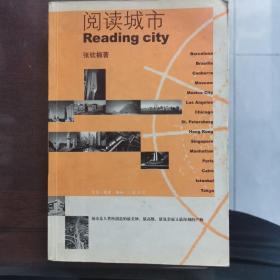 阅读城市
Reading city
张钦楠著
Barcelona
Brasilia
Canberra
Moscow
Mexico City
Los Angeles
Chicago
St. Petersberg
Hong Kong
Singapore
Manhattan
Paris
Cairo
Istanbul
Tokyo